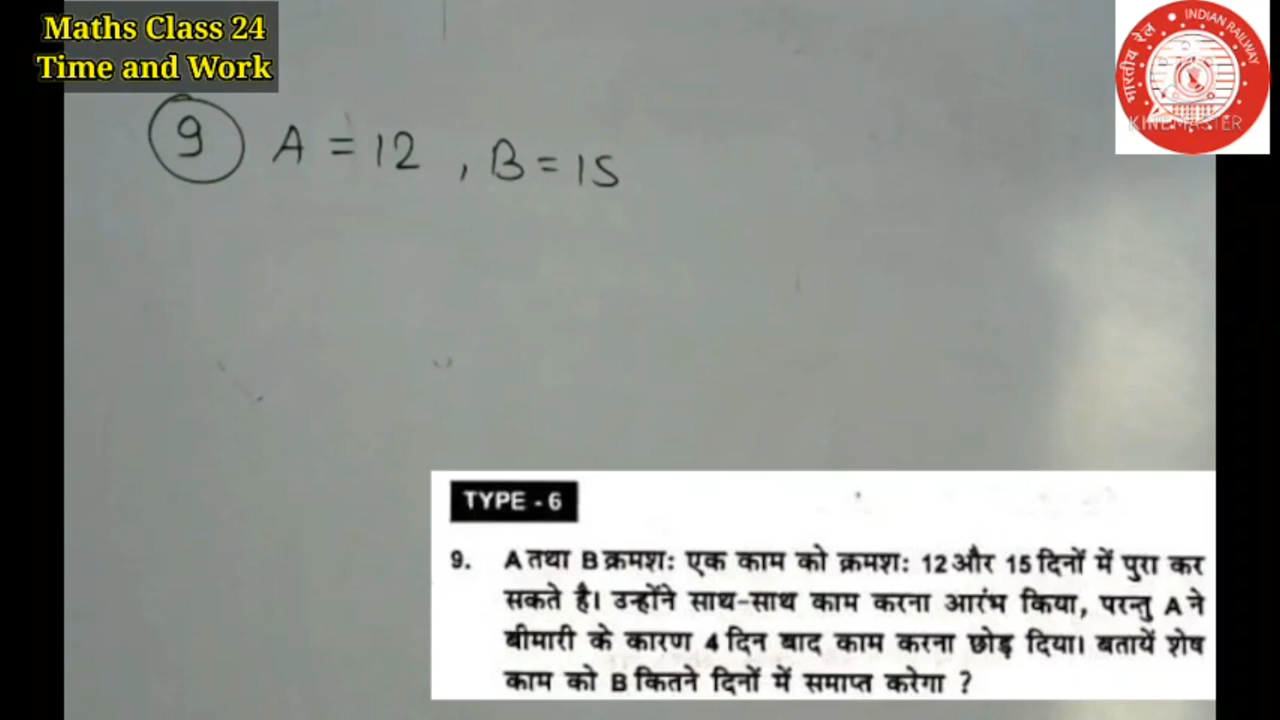 Maths Class 24
Time and Work
भारतीय रेल
INDIAN RAILWAY
KINEMASTER
9 A = 12 , B = 15
TYPE - 6
9. A तथा B क्रमश: एक काम को क्रमश: 12 और 15 दिनों में पुरा कर
सकते है। उन्होंने साथ-साथ काम करना आरंभ किया, परन्तु A ने
बीमारी के कारण 4 दिन बाद काम करना छोड़ दिया। बतायें शेष
काम को B कितने दिनों में समाप्त करेगा ?